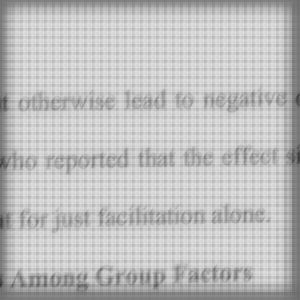 otherwise lead to negative
who reported that the effect
for just facilitation alone.
Among Group Factors